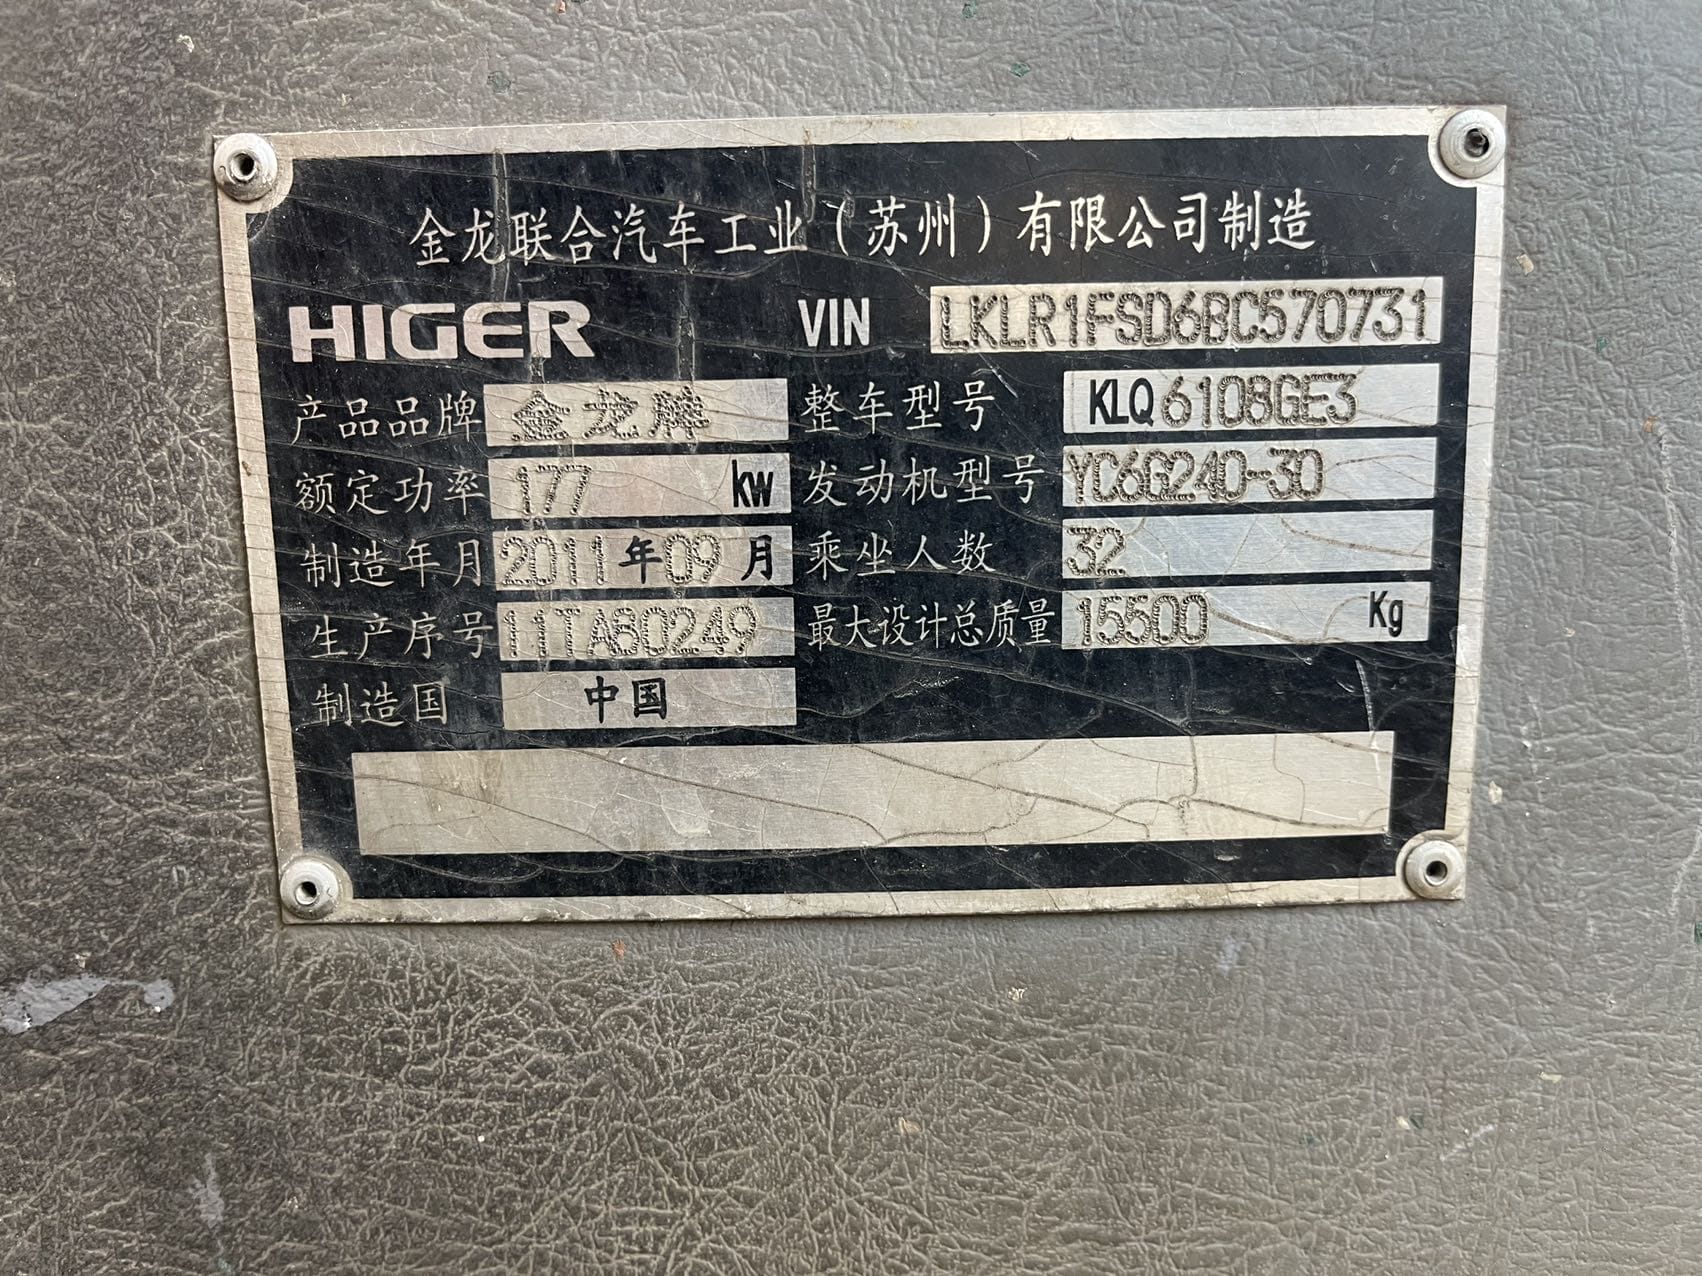 金龙联合汽车工业（苏州）有限公司制造
HIGER VIN LKLR1FSD6BC570731
产品品牌 金龙牌 整车型号 KLQ6108GE3
额定功率 177 kw 发动机型号 YC6G240-30
制造年月 2011年09月 乘坐人数 32
生产序号 11TA80249 最大设计总质量 15500 Kg
制造国 中国